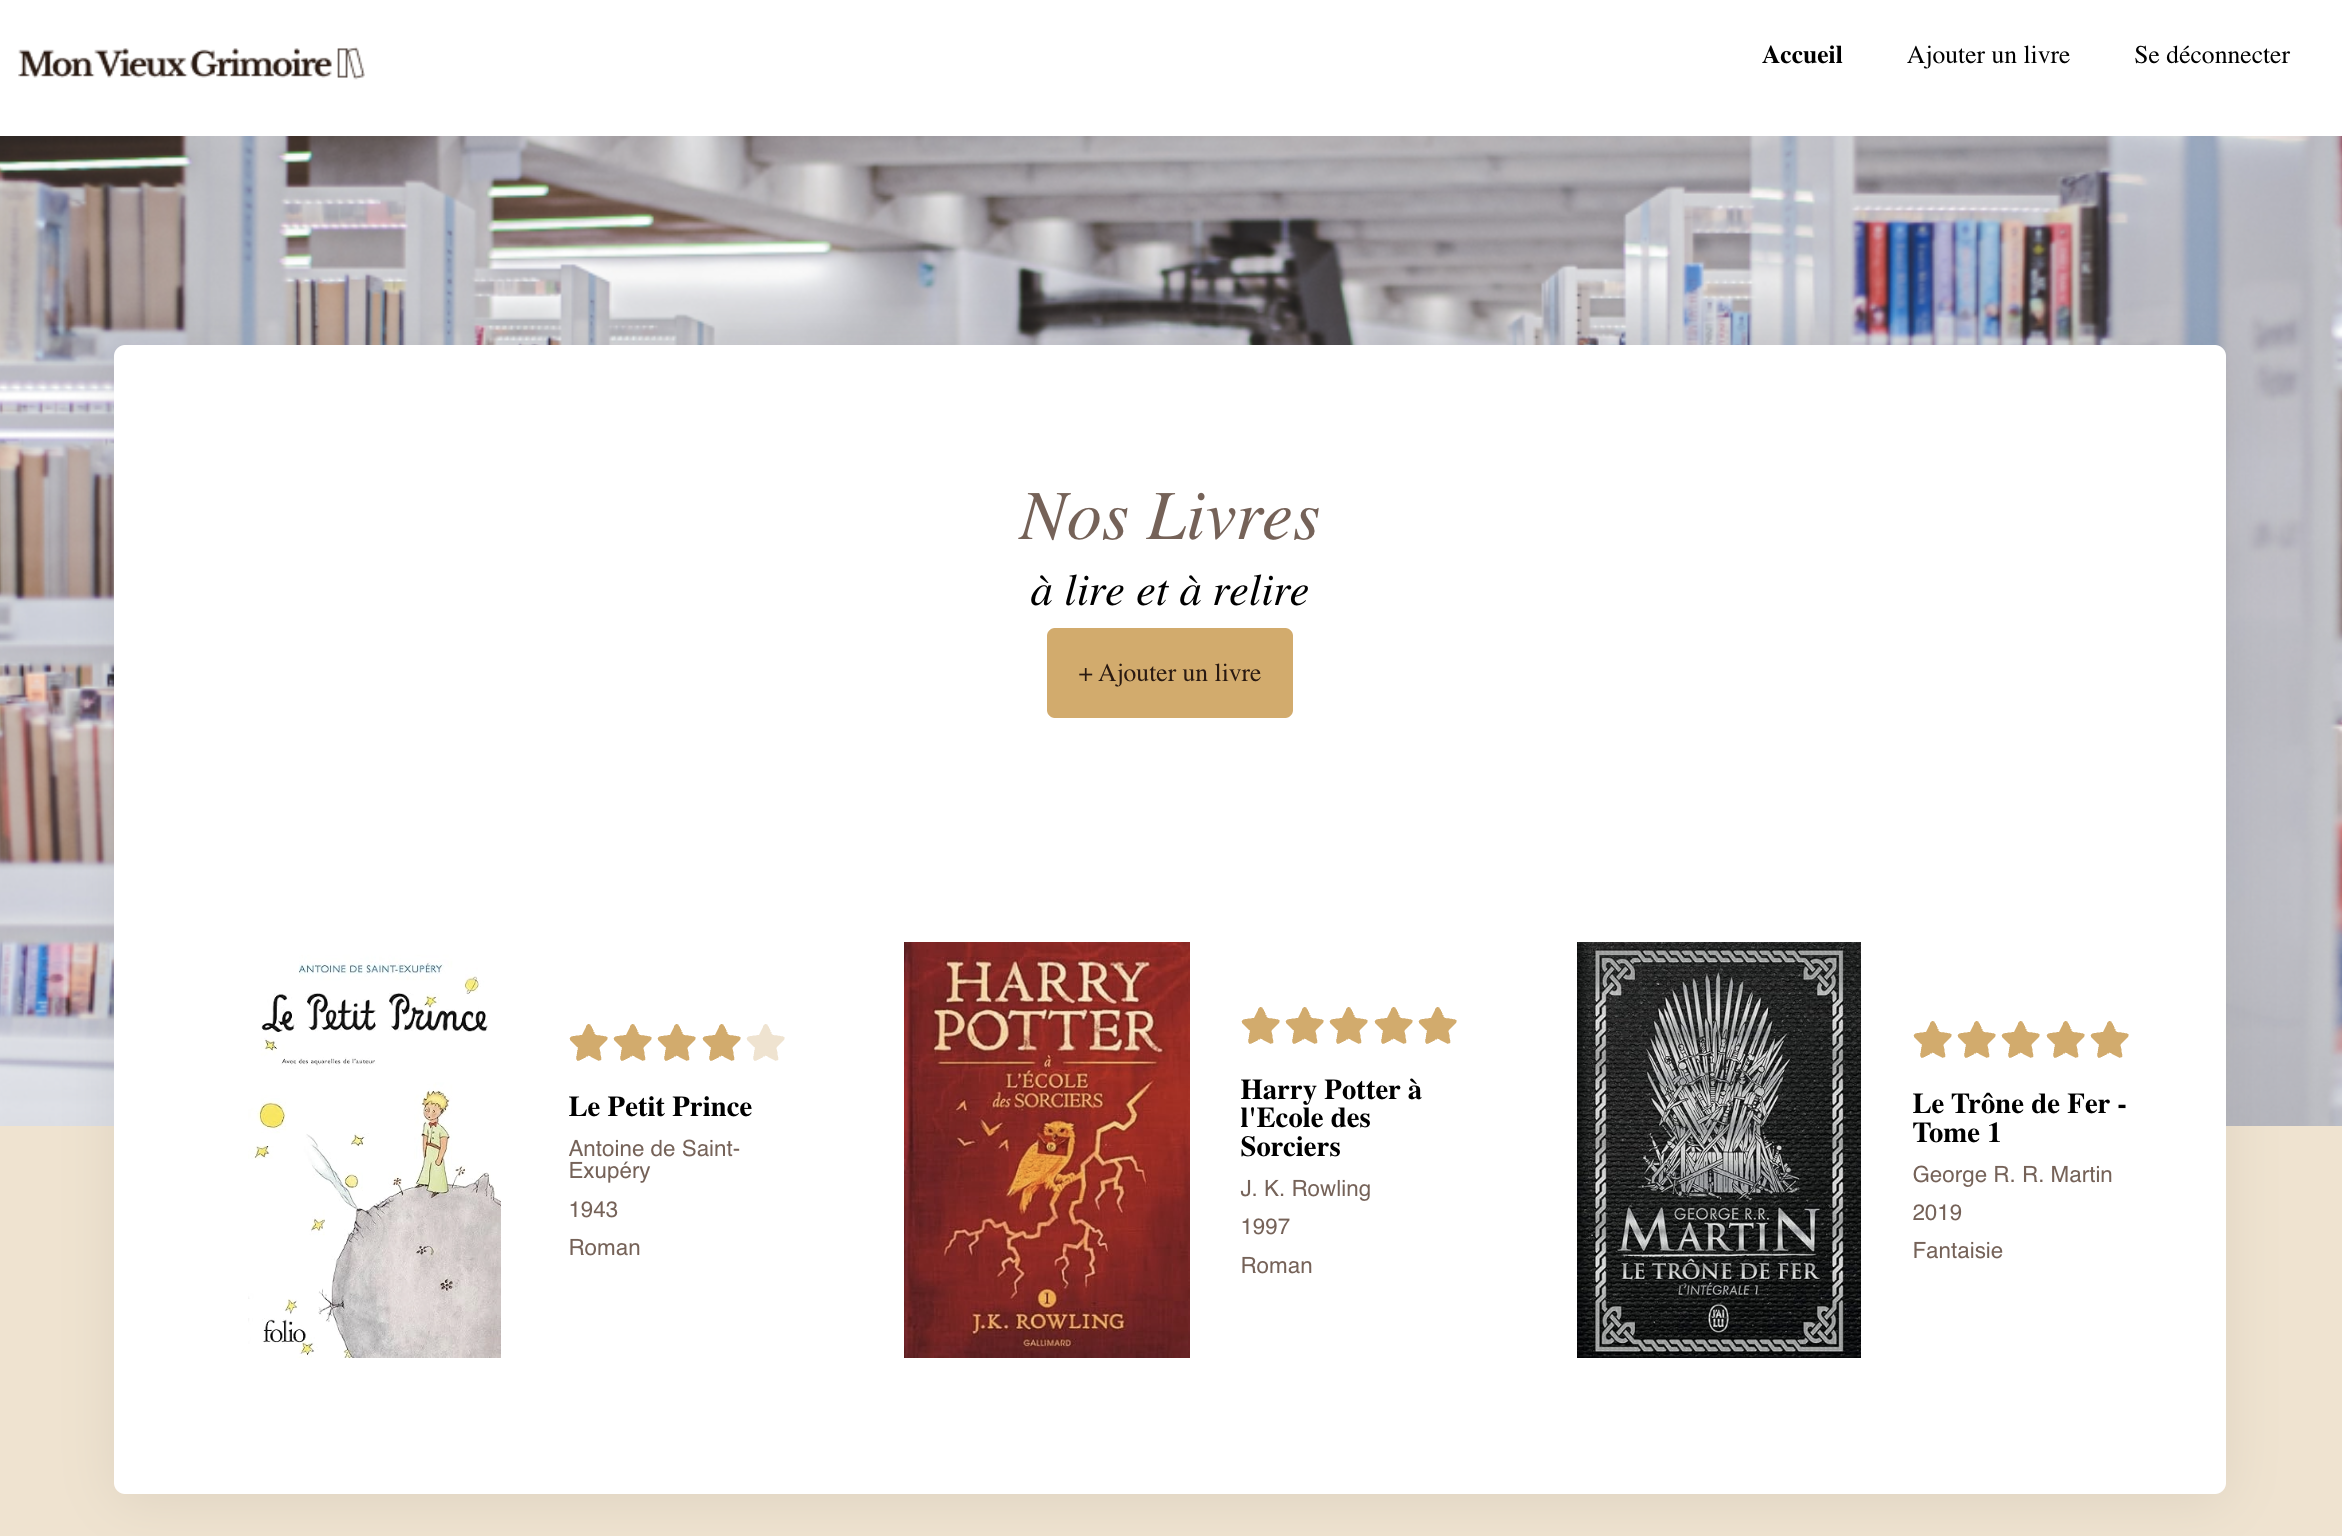 Mon Vieux Grimoire
Accueil
Ajouter un livre
Se déconnecter
Nos Livres
à lire et à relire
+ Ajouter un livre
ANTOINE DE SAINT-EXUPÉRY
Le Petit Prince
Avec des aquarelles de l'auteur
folio
Le Petit Prince
Antoine de Saint-
Exupéry
1943
Roman
HARRY
POTTER
à
L'ÉCOLE
des SORCIERS
1
J.K. ROWLING
GALLIMARD
Harry Potter à
l'Ecole des
Sorciers
J. K. Rowling
1997
Roman
GEORGE R.R.
MARTIN
LE TRÔNE DE FER
L'INTÉGRALE 1
J'AI
LU
Le Trône de Fer -
Tome 1
George R. R. Martin
2019
Fantaisie